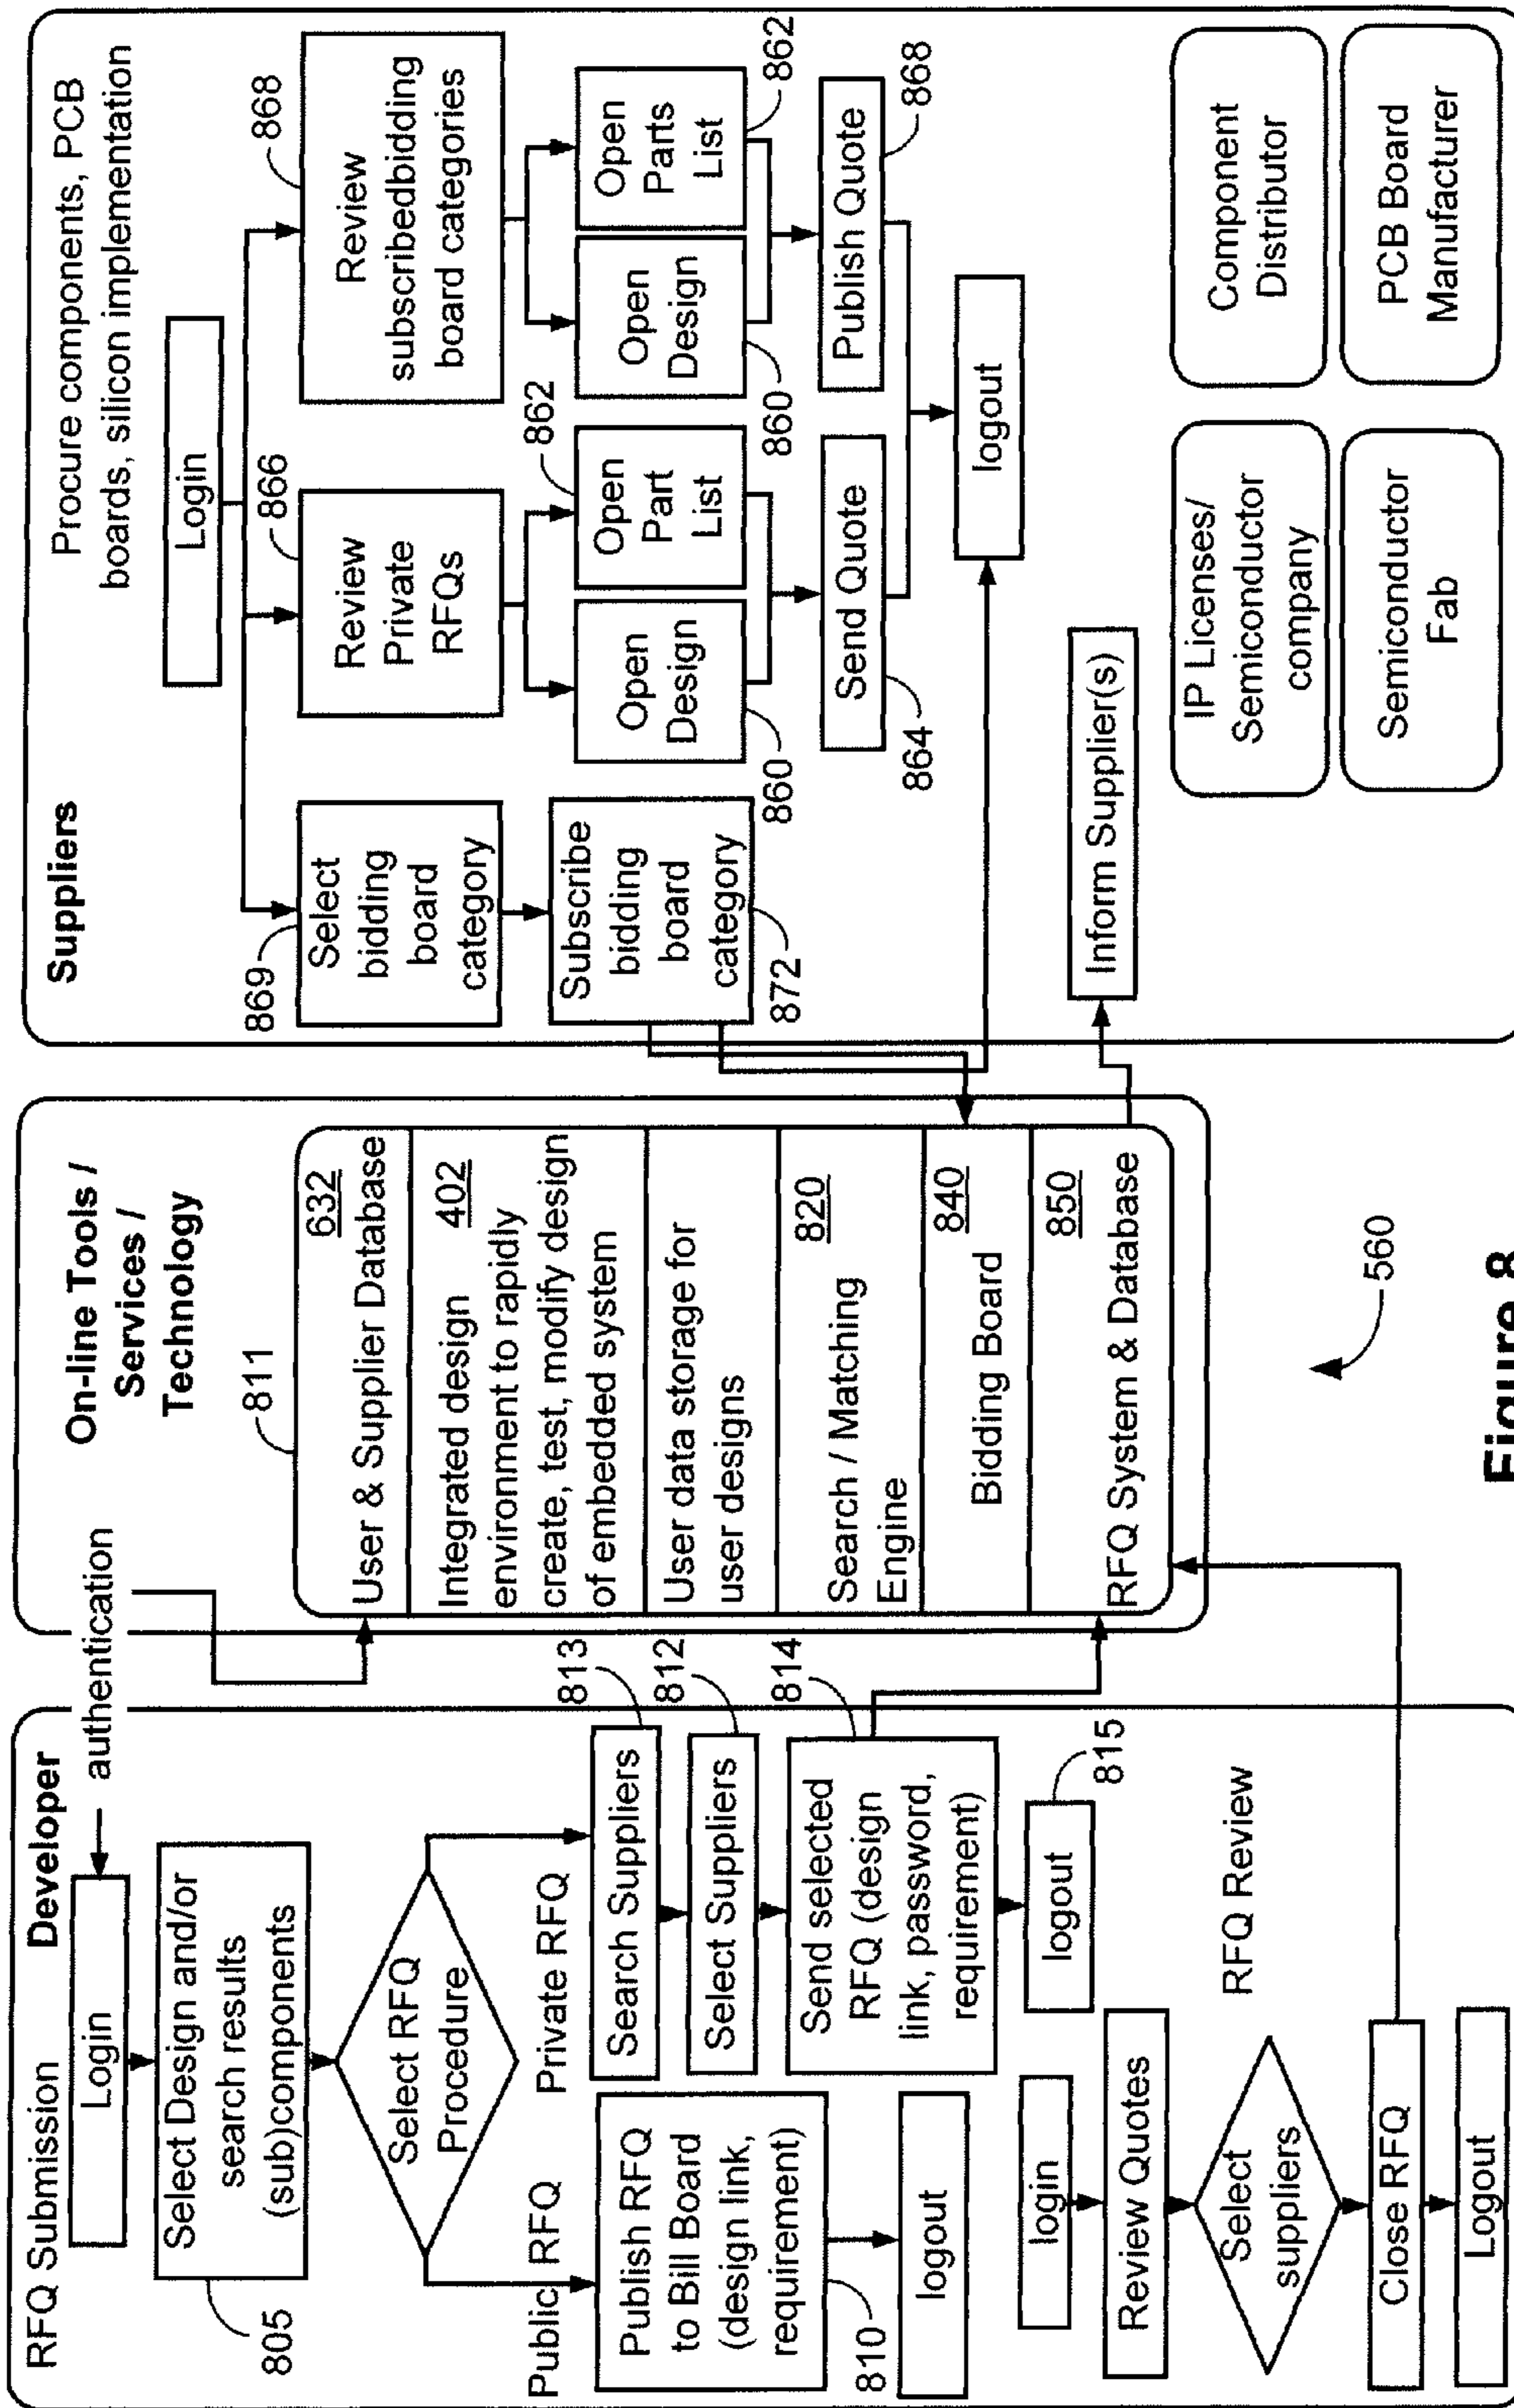 RFQ Submission
Developer
Login
authentication
Select Design and/or
search results
(sub)components
805
Select RFQ
Procedure
Public RFQ
Private RFQ
Publish RFQ
to Bill Board
(design link,
requirement)
810
logout
Search Suppliers
813
Select Suppliers
812
Send selected
RFQ (design
link, password,
requirement)
814
logout
815
RFQ Review
login
Review Quotes
Select
suppliers
Close RFQ
Logout
On-line Tools /
Services /
Technology
811
632
User & Supplier Database
Integrated design 402
environment to rapidly
create, test, modify design
of embedded system
User data storage for
user designs
Search / Matching 820
Engine
840
Bidding Board
850
RFQ System & Database
560
Suppliers
Procure components, PCB
boards, silicon implementation
Login
869
Select
bidding
board
category
Subscribe
bidding
board
category
872
866
Review
Private
RFQs
Open
Design
860
Open
Part
List
862
Send Quote
864
868
Review
subscribedbidding
board categories
Open
Design
860
Open
Parts
List
862
Publish Quote
868
logout
Inform Supplier(s)
IP Licenses/
Semiconductor
company
Component
Distributor
Semiconductor
Fab
PCB Board
Manufacturer
Figure 8